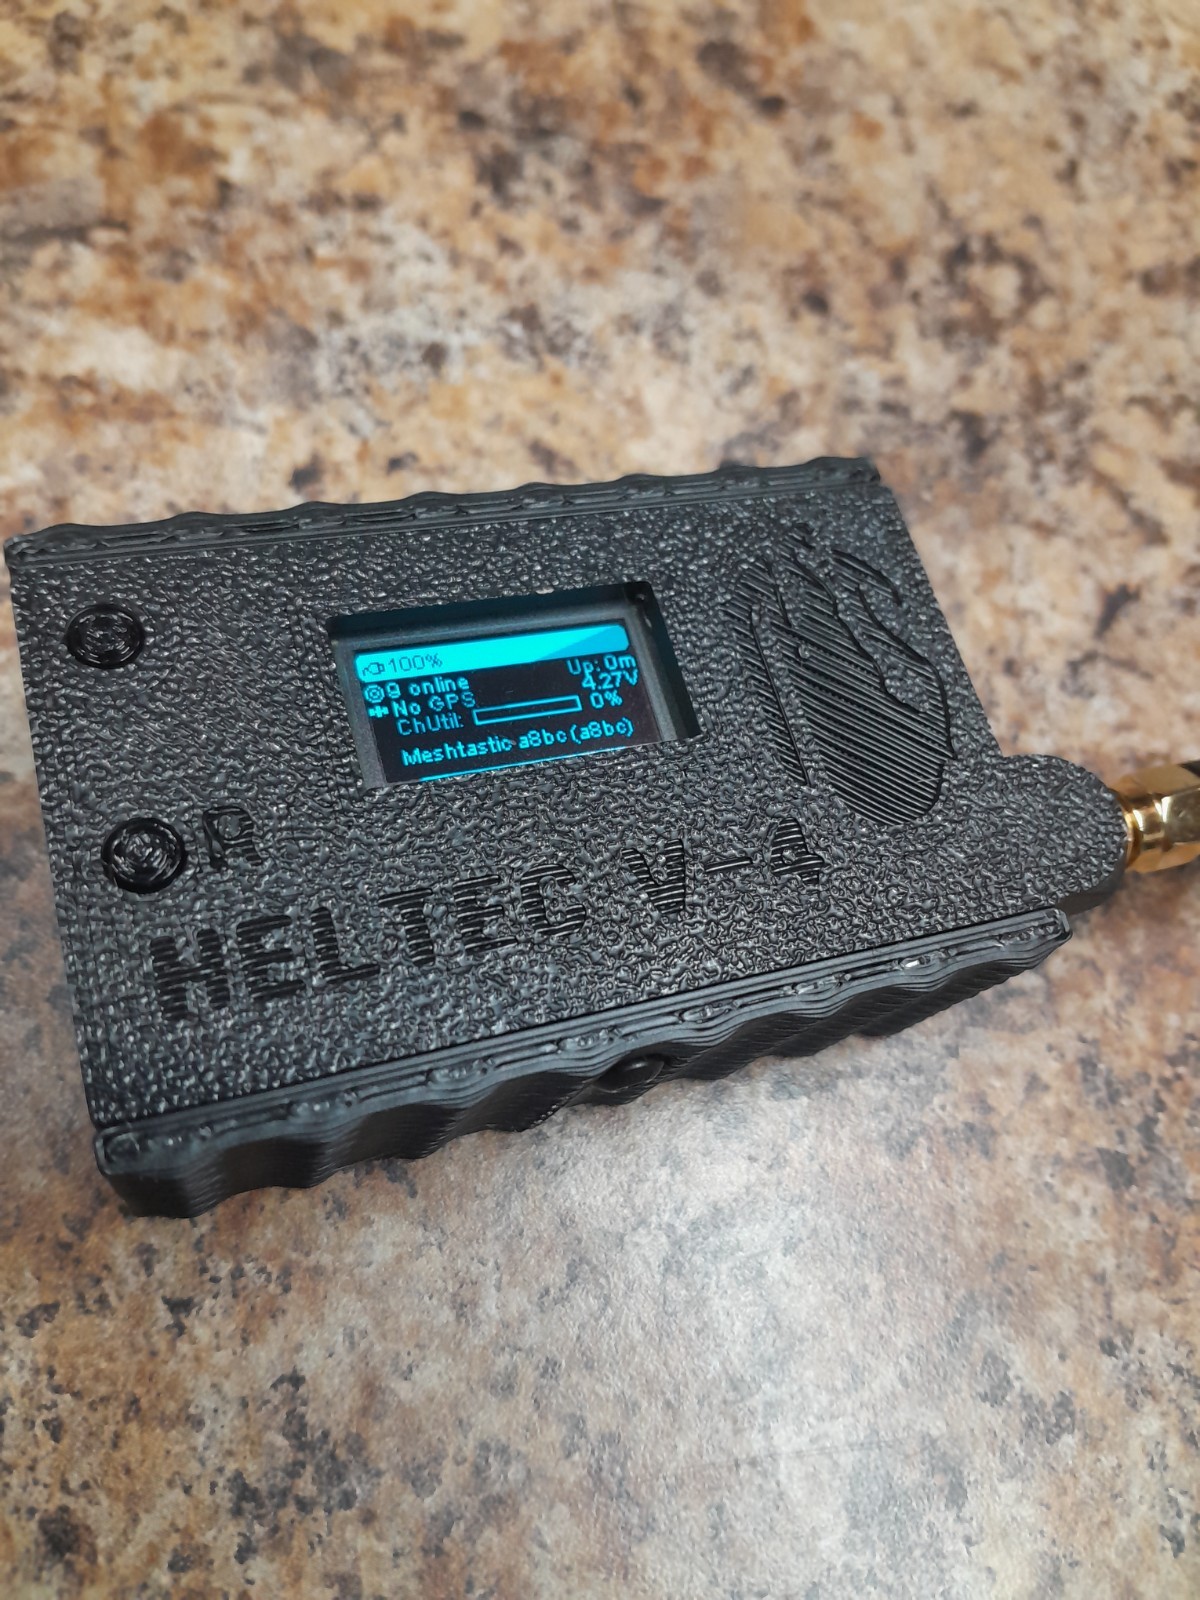 100%
Up: 0m
9 online
4.27V
No GPS
ChUtil: 0%
Meshtastic a8bc (a8bc)
R
HELTEC V-4